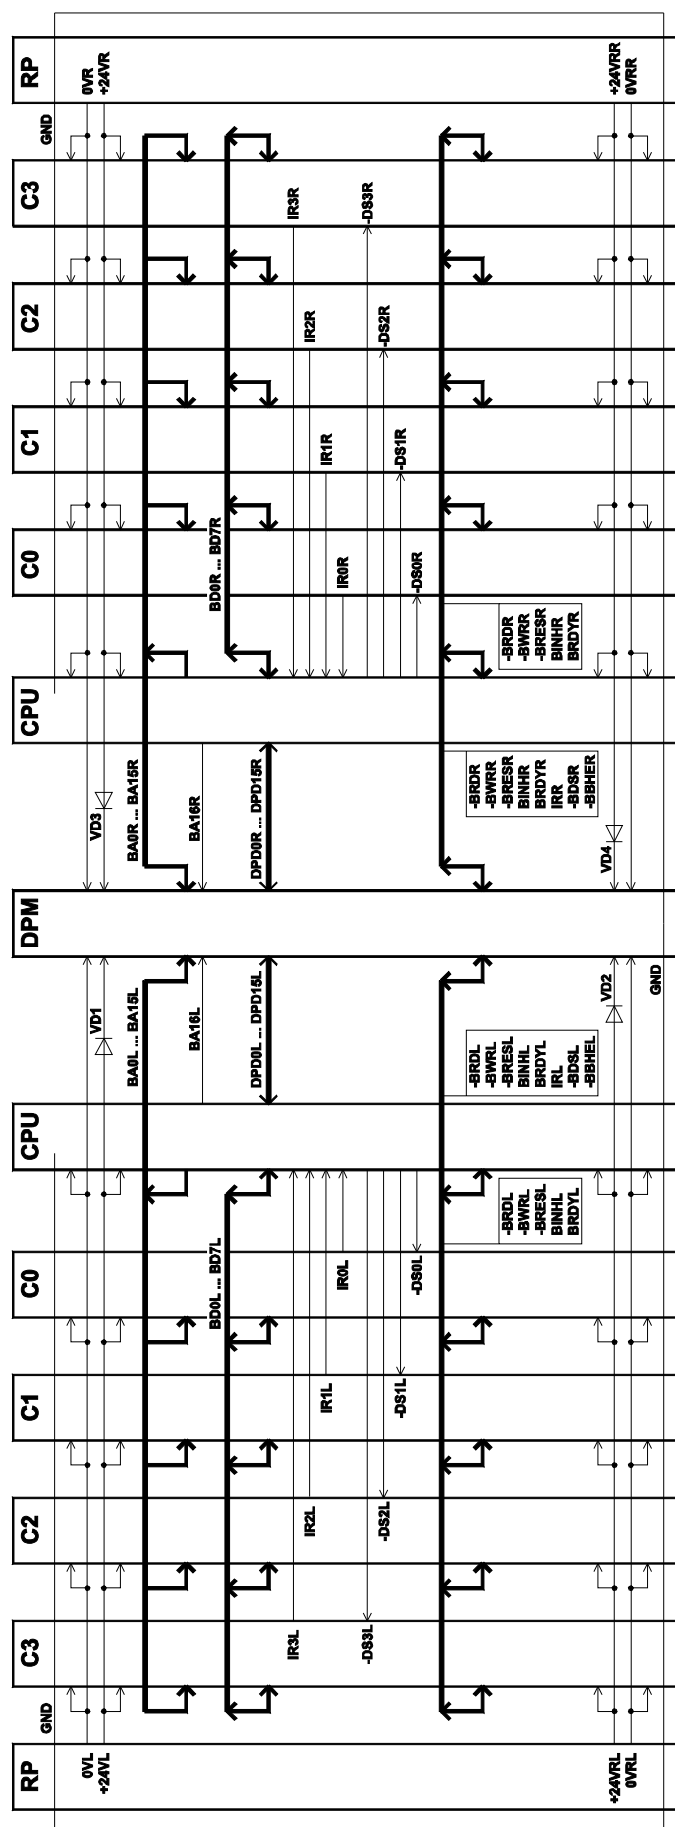 RP
0VR
+24VR
+24VRR
0VRR
GND
C3
IR3R
-DS3R
C2
IR2R
-DS2R
C1
IR1R
-DS1R
C0
BD0R ... BD7R
IR0R
-DS0R
-BRDR
-BWRR
-BRESR
BINHR
BRDYR
CPU
VD3
BA0R ... BA15R
BA16R
DPD0R ... DPD15R
-BRDR
-BWRR
-BRESR
BINHR
BRDYR
IRR
-BDSR
-BBHER
VD4
DPM
VD1
BA0L ... BA15L
BA16L
DPD0L ... DPD15L
-BRDL
-BWRL
-BRESL
BINHL
BRDYL
IRL
-BDSL
-BBHEL
VD2
GND
CPU
BD0L ... BD7L
-BRDL
-BWRL
-BRESL
BINHL
BRDYL
C0
IR0L
-DS0L
C1
IR1L
-DS1L
C2
IR2L
-DS2L
C3
IR3L
-DS3L
GND
RP
0VL
+24VL
+24VRL
0VRL